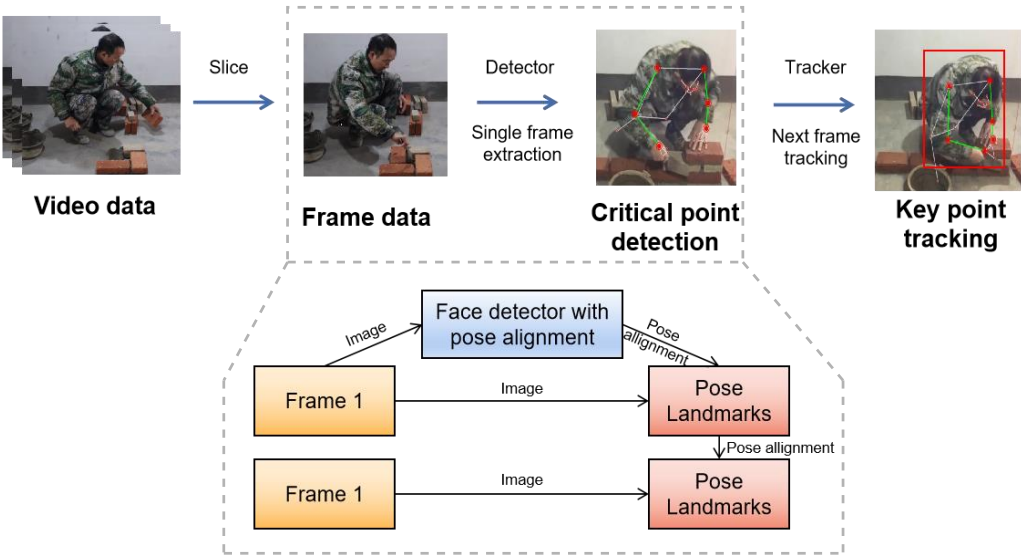 Slice
Detector
Single frame
extraction
Tracker
Next frame
tracking
Video data
Frame data
Critical point
detection
Key point
tracking
Image
Face detector with
pose alignment
Pose
allignment
Frame 1
Image
Pose
Landmarks
Pose allignment
Frame 1
Image
Pose
Landmarks